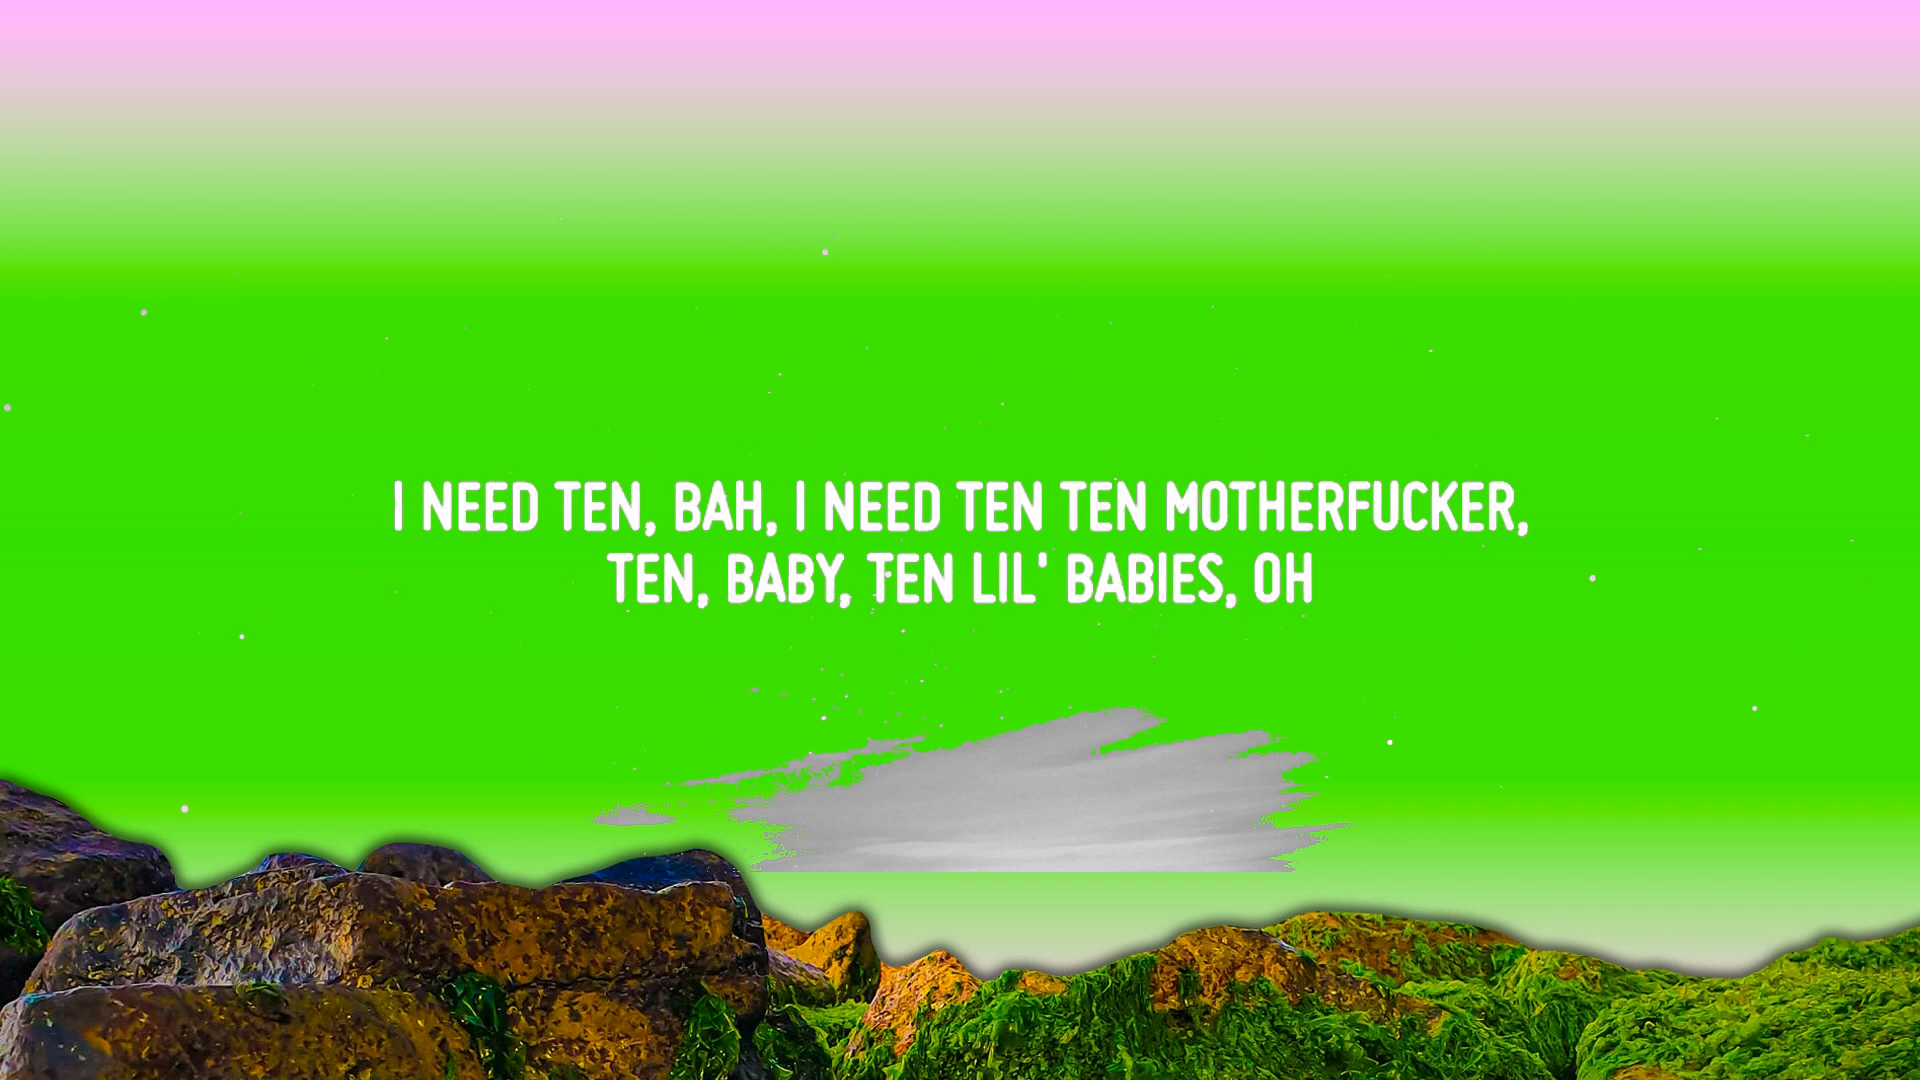 I NEED TEN, BAH, I NEED TEN TEN MOTHERFUCKER,
TEN, BABY, TEN LIL' BABIES, OH